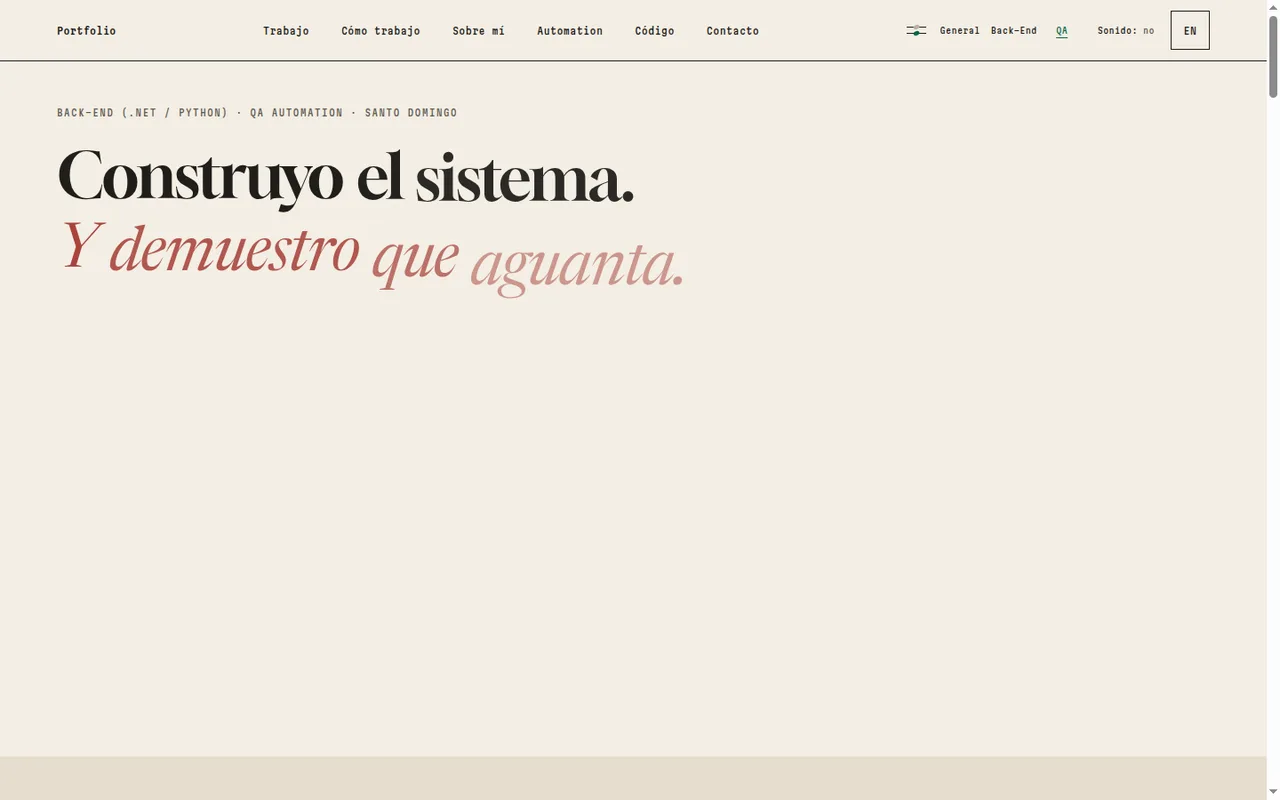 Portfolio
Trabajo
Cómo trabajo
Sobre mí
Automation
Código
Contacto
General
Back-End
QA
Sonido: no
EN
BACK-END (.NET / PYTHON) · QA AUTOMATION · SANTO DOMINGO
Construyo el sistema.
Y demuestro que aguanta.